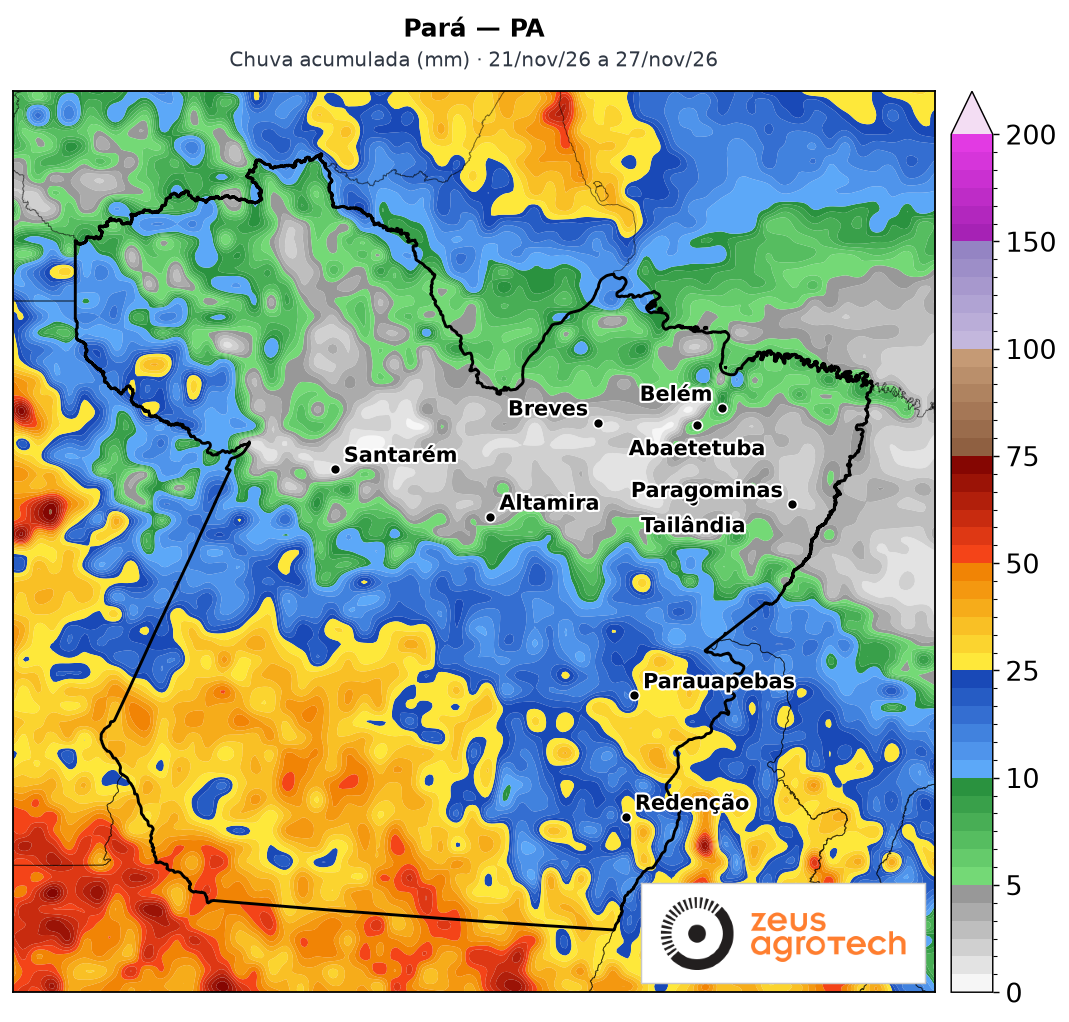 Pará — PA
Chuva acumulada (mm) · 21/nov/26 a 27/nov/26
200
150
100
75
50
25
10
5
0
Belém
Breves
Abaetetuba
Santarém
Paragominas
Altamira
Tailândia
Parauapebas
Redenção
zeus
agrotech